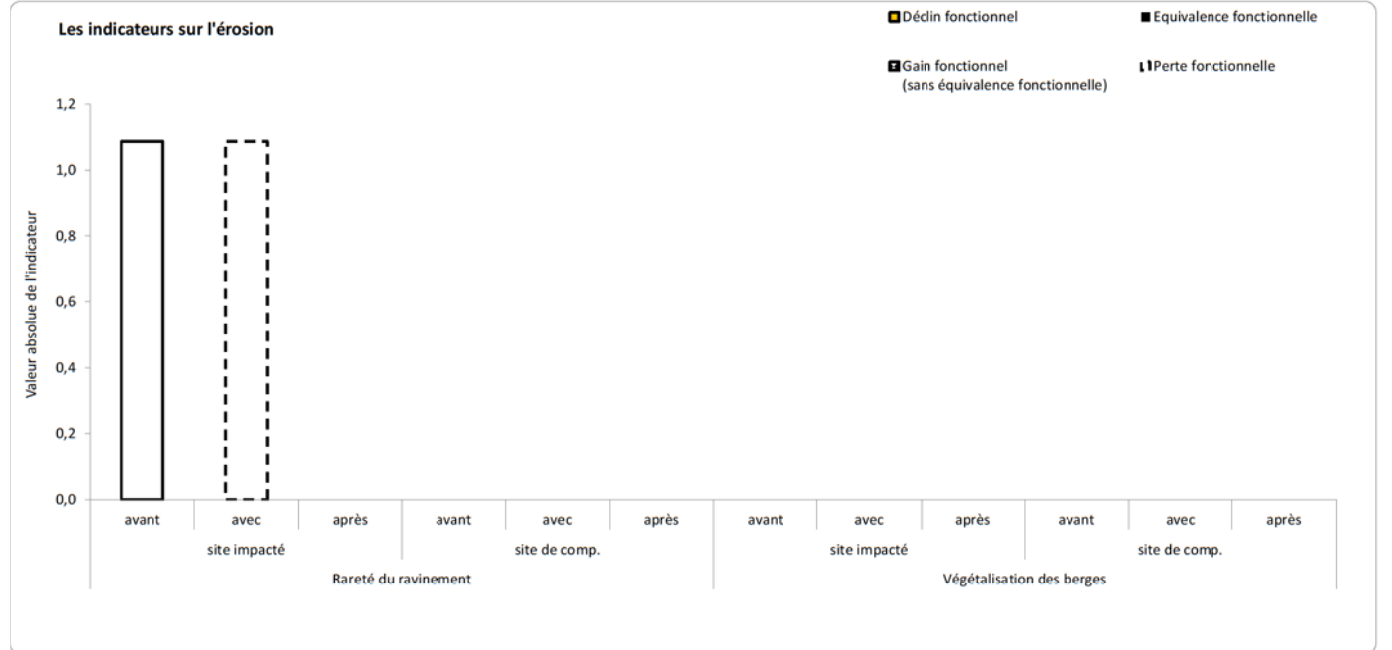 Les indicateurs sur l'érosion
Dédin fonctionnel
Equivalence fonctionnelle
Gain fonctionnel
(sans équivalence fonctionnelle)
Perte fonctionnelle
Valeur absolue de l'indicateur
1,2
1,0
0,8
0,6
0,4
0,2
0,0
avant avec après avant avec après avant avec après avant avec après
site impacté site de comp. site impacté site de comp.
Rareté du ravinement Végétalisation des berges